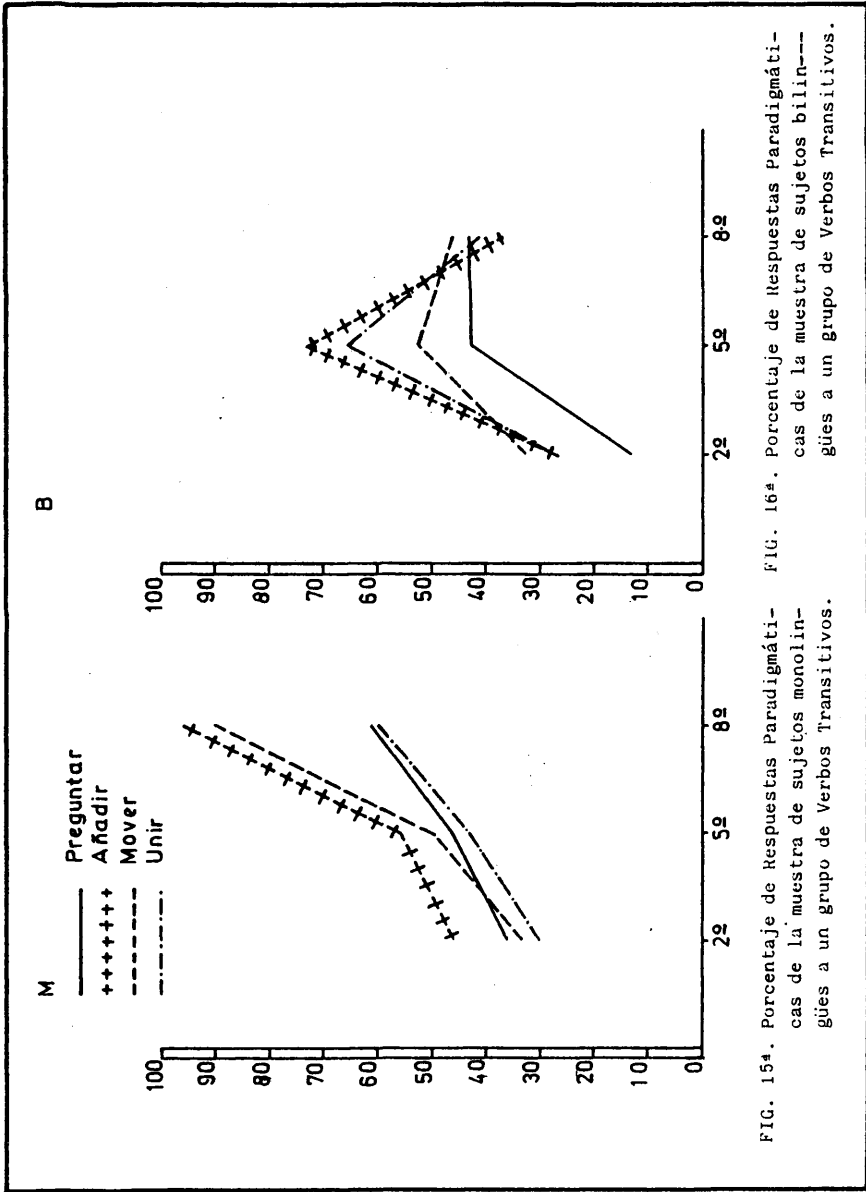 M
Preguntar
+++++++ Añadir
Mover
Unir
100
90
80
70
60
50
40
30
20
10
0
2º
5º
8º
FIG. 15ª. Porcentaje de Respuestas Paradigmáti-
cas de la muestra de sujetos monolin-
gües a un grupo de Verbos Transitivos.
B
100
90
80
70
60
50
40
30
20
10
0
2º
5º
8º
FIG. 16ª. Porcentaje de Respuestas Paradigmáti-
cas de la muestra de sujetos bilin---
gües a un grupo de Verbos Transitivos.